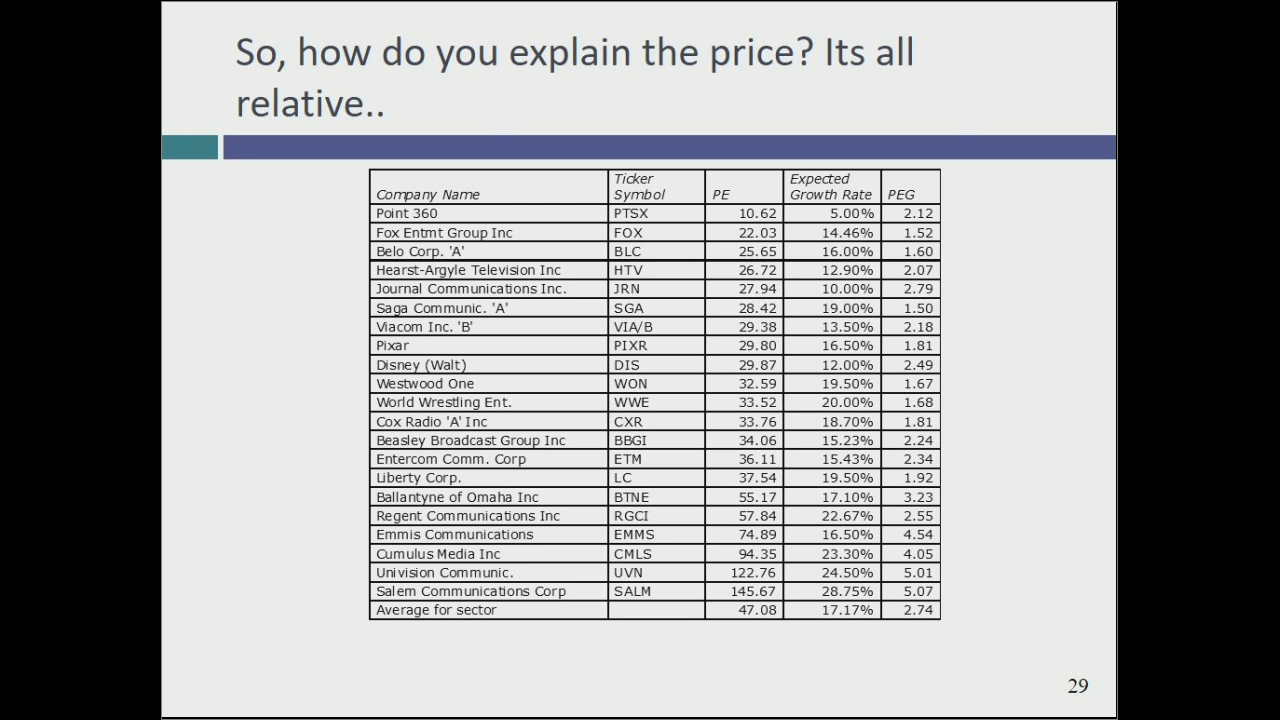 So, how do you explain the price? Its all
relative..
Company Name Ticker Symbol PE Expected Growth Rate PEG
Point 360 PTSX 10.62 5.00% 2.12
Fox Entmt Group Inc FOX 22.03 14.46% 1.52
Belo Corp. 'A' BLC 25.65 16.00% 1.60
Hearst-Argyle Television Inc HTV 26.72 12.90% 2.07
Journal Communications Inc. JRN 27.94 10.00% 2.79
Saga Communic. 'A' SGA 28.42 19.00% 1.50
Viacom Inc. 'B' VIA/B 29.38 13.50% 2.18
Pixar PIXR 29.80 16.50% 1.81
Disney (Walt) DIS 29.87 12.00% 2.49
Westwood One WON 32.59 19.50% 1.67
World Wrestling Ent. WWE 33.52 20.00% 1.68
Cox Radio 'A' Inc CXR 33.76 18.70% 1.81
Beasley Broadcast Group Inc BBGI 34.06 15.23% 2.24
Entercom Comm. Corp ETM 36.11 15.43% 2.34
Liberty Corp. LC 37.54 19.50% 1.92
Ballantyne of Omaha Inc BTNE 55.17 17.10% 3.23
Regent Communications Inc RGCI 57.84 22.67% 2.55
Emmis Communications EMMS 74.89 16.50% 4.54
Cumulus Media Inc CMLS 94.35 23.30% 4.05
Univision Communic. UVN 122.76 24.50% 5.01
Salem Communications Corp SALM 145.67 28.75% 5.07
Average for sector 47.08 17.17% 2.74
29